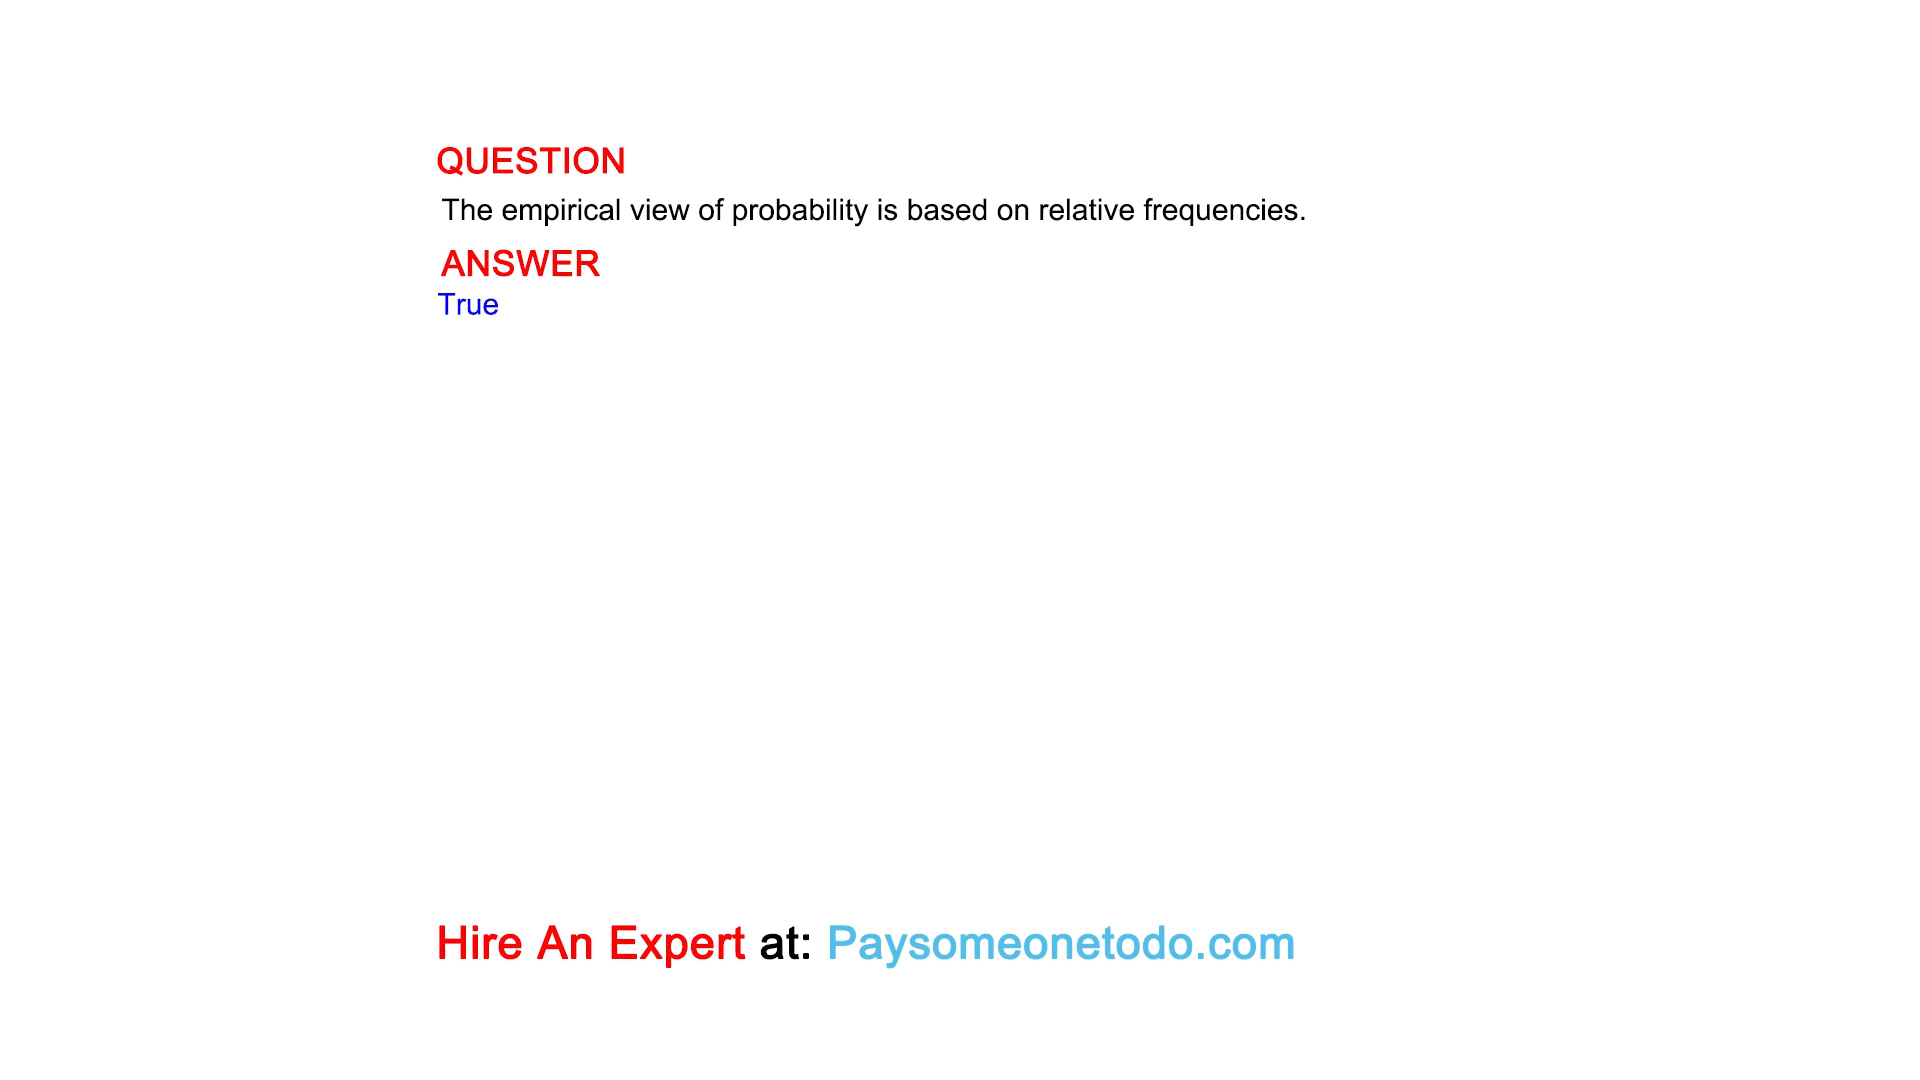 QUESTION
The empirical view of probability is based on relative frequencies.
ANSWER
True
Hire An Expert at: Paysomeonetodo.com